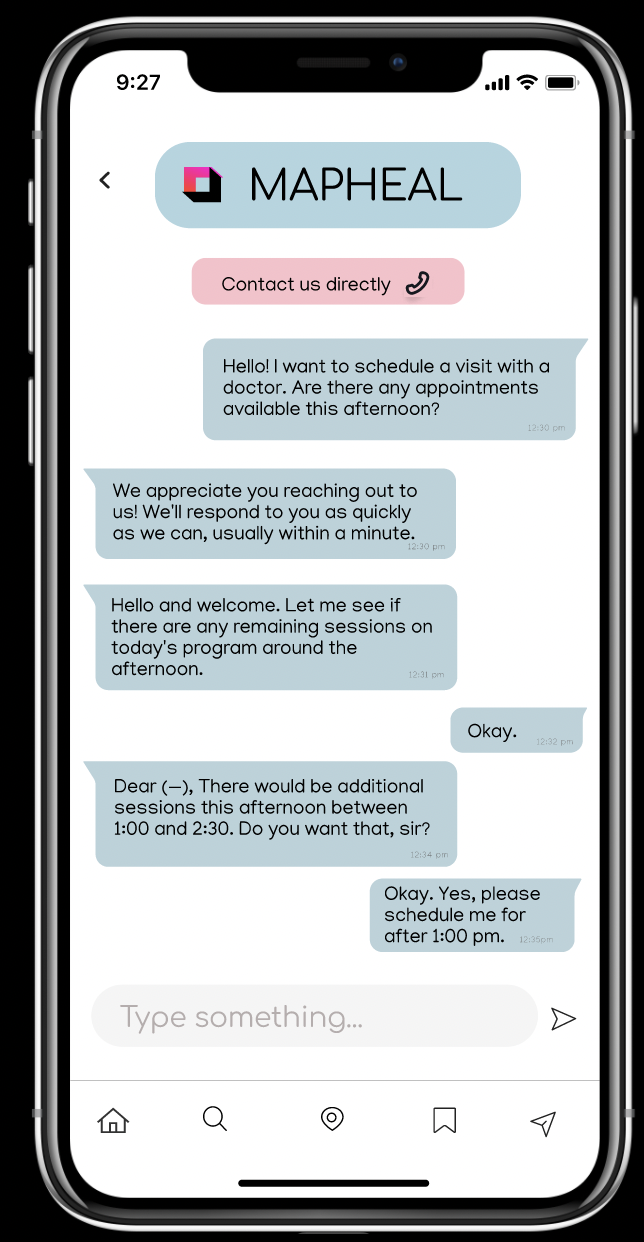 9:27
MAPHEAL
Contact us directly
Hello! I want to schedule a visit with a
doctor. Are there any appointments
available this afternoon?
12:30 pm
We appreciate you reaching out to
us! We'll respond to you as quickly
as we can, usually within a minute.
12:30 pm
Hello and welcome. Let me see if
there are any remaining sessions on
today's program around the
afternoon.
12:31 pm
Okay.
12:32 pm
Dear (—), There would be additional
sessions this afternoon between
1:00 and 2:30. Do you want that, sir?
12:34 pm
Okay. Yes, please
schedule me for
after 1:00 pm.
12:35pm
Type something...